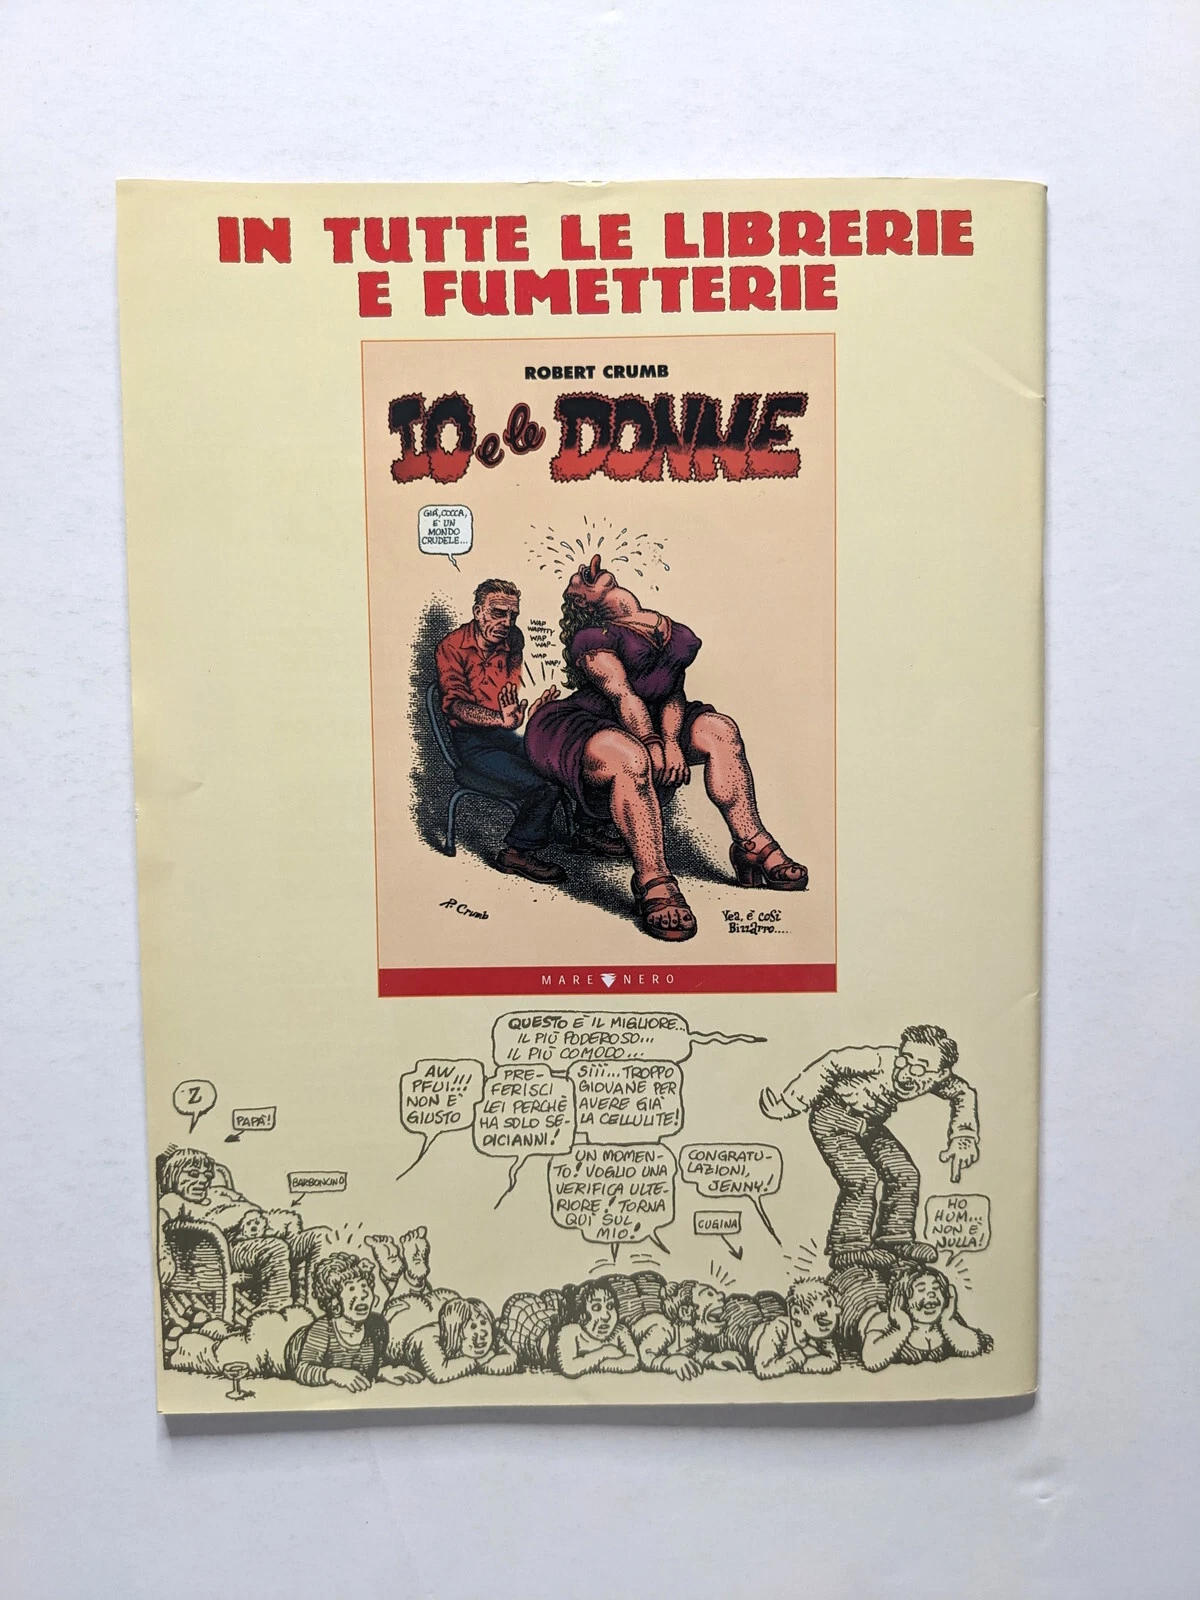 IN TUTTE LE LIBRERIE
E FUMETTERIE
ROBERT CRUMB
IO e le DONNE
GIÀ, COCCA,
E' UN
MONDO
CRUDELE...
WAP
WAPPITY
WAP
WAP-
WAP
WAP!
R. Crumb
Yea, è così
Bizzarro.....
MARE NERO
QUESTO E' IL MIGLIORE...
IL PIÙ PODEROSO...
IL PIÙ COMODO...
AW
PFUI!!!
NON E'
GIUSTO
PRE-
FERISCI
LEI PERCHÈ
HA SOLO SE-
DICIANNI!
SÌÌÌ...TROPPO
GIOVANE PER
AVERE GIÀ
LA CELLULITE!
Z
PAPÀ!
BARBONCINO
UN MOMEN-
TO! VOGLIO UNA
VERIFICA ULTE-
RIORE! TORNA
QUÌ SUL
MIO!
CONGRATU-
LAZIONI,
JENNY!
CUGINA
HO
HUM...
NON E'
NULLA!